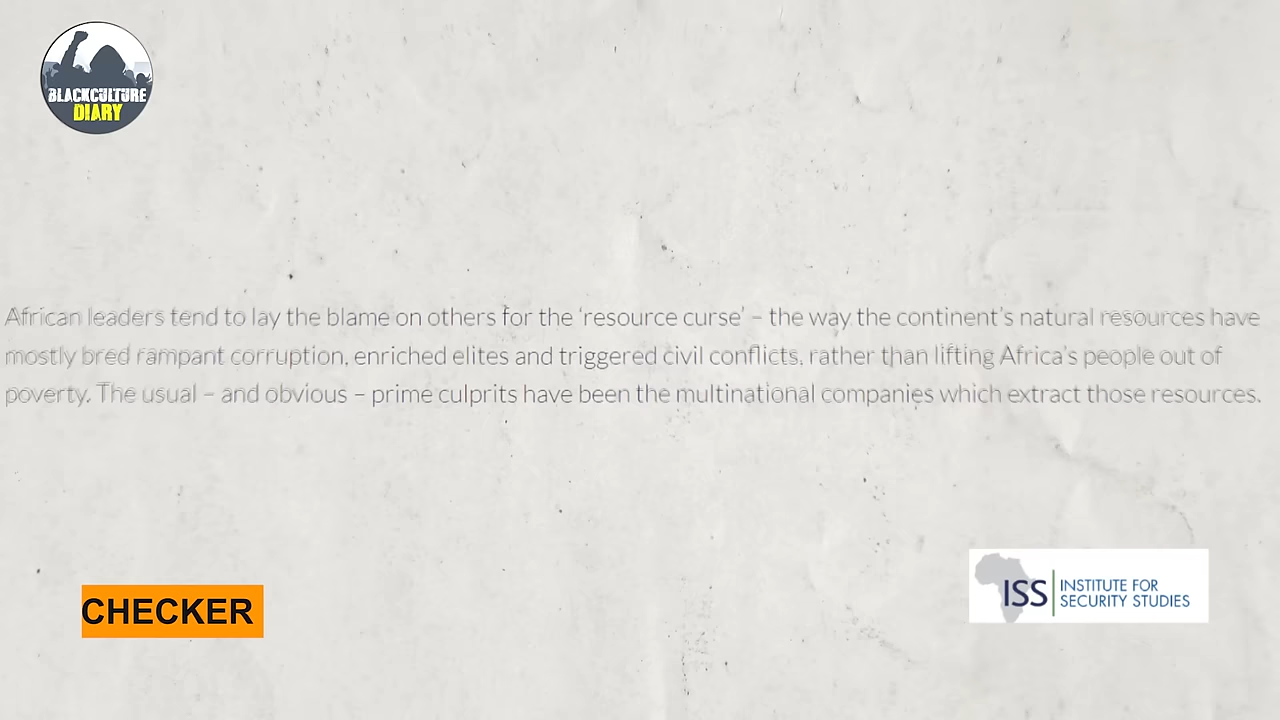 BLACKCULTURE
DIARY
African leaders tend to lay the blame on others for the ‘resource curse’ – the way the continent’s natural resources have
mostly bred rampant corruption, enriched elites and triggered civil conflicts, rather than lifting Africa’s people out of
poverty. The usual – and obvious – prime culprits have been the multinational companies which extract those resources.
CHECKER
ISS INSTITUTE FOR
SECURITY STUDIES